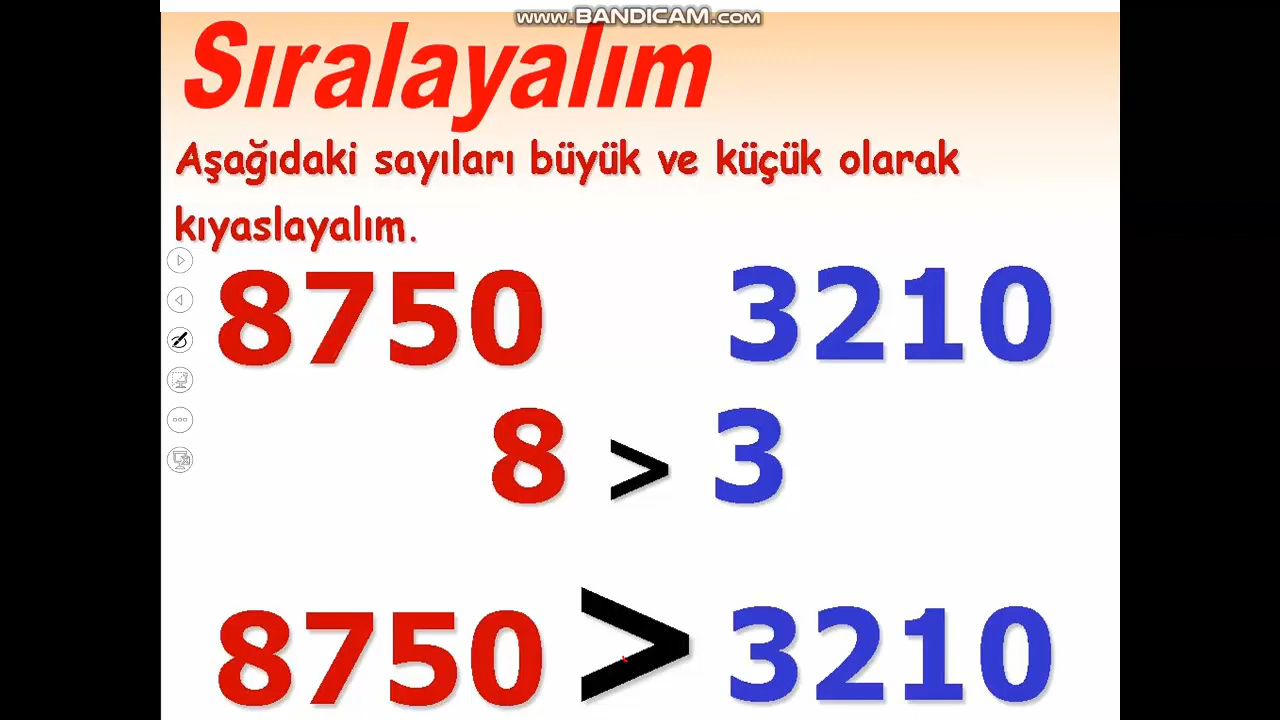 www.BANDICAM.com
Sıralayalım
Aşağıdaki sayıları büyük ve küçük olarak
kıyaslayalım.
8750 3210
8 > 3
8750 > 3210